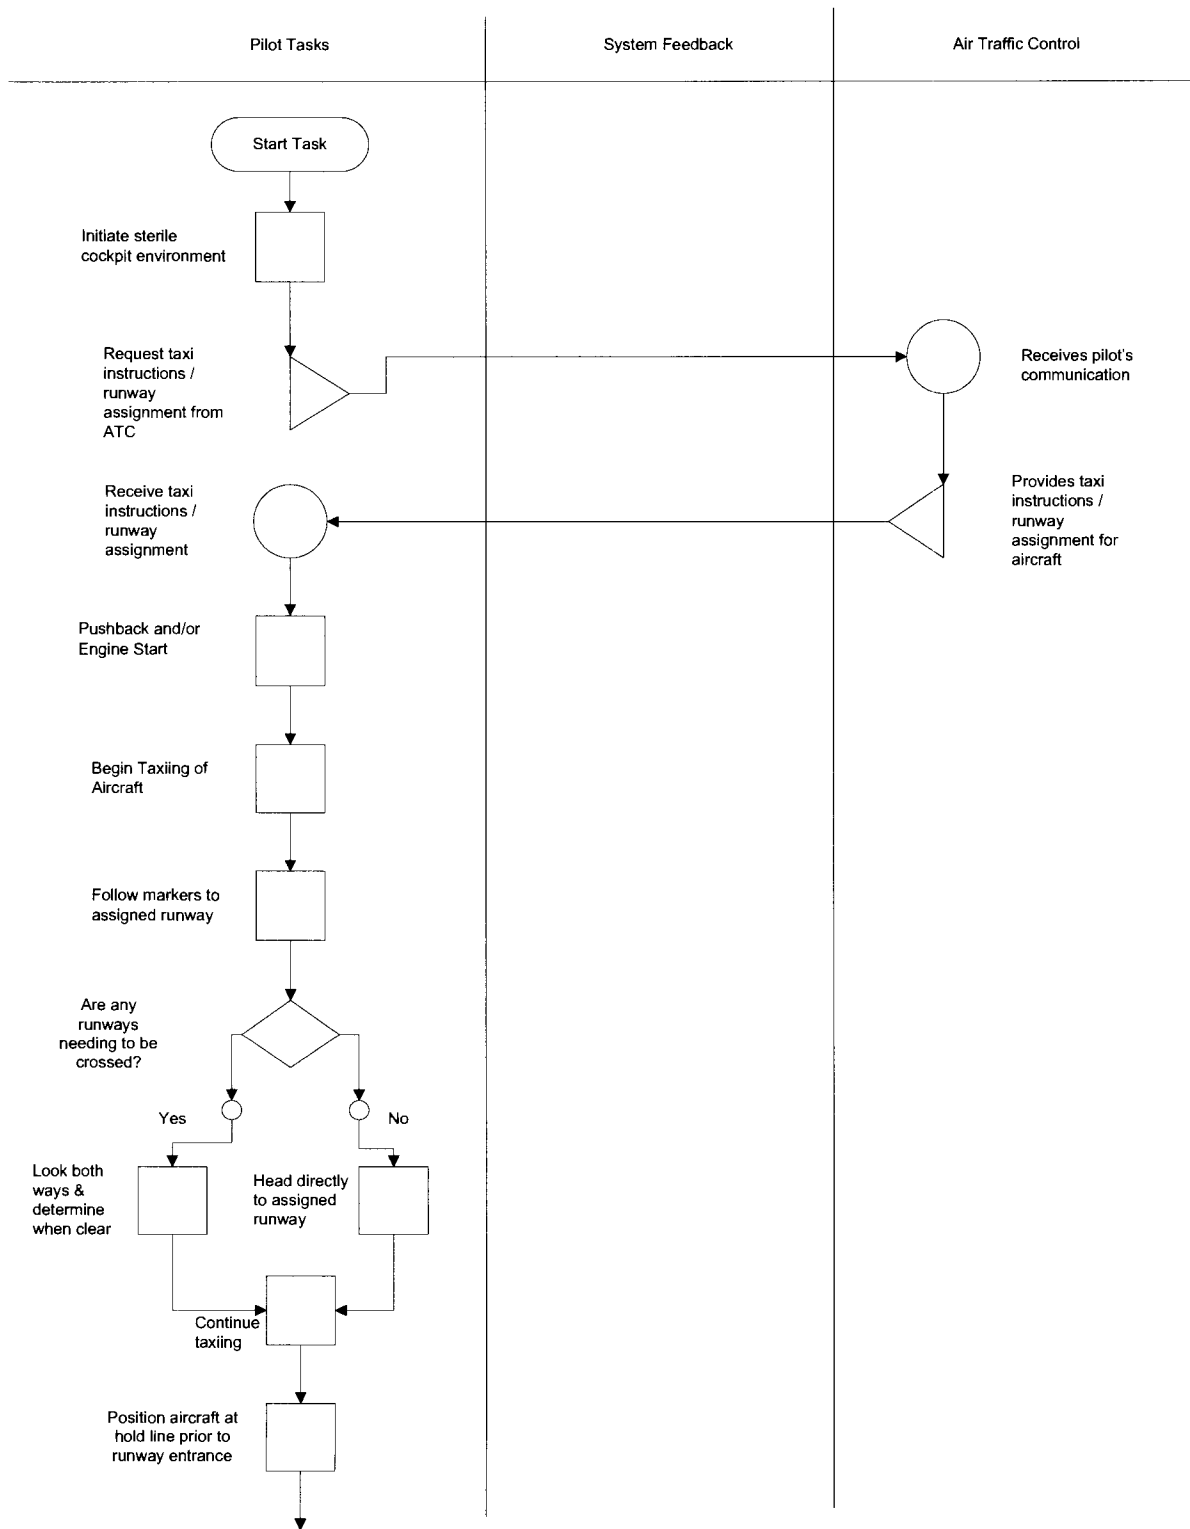 Pilot Tasks
System Feedback
Air Traffic Control
Start Task
Initiate sterile
cockpit environment
Request taxi
instructions /
runway
assignment from
ATC
Receives pilot's
communication
Receive taxi
instructions /
runway
assignment
Provides taxi
instructions /
runway
assignment for
aircraft
Pushback and/or
Engine Start
Begin Taxiing of
Aircraft
Follow markers to
assigned runway
Are any
runways
needing to be
crossed?
Yes
No
Look both
ways &
determine
when clear
Head directly
to assigned
runway
Continue
taxiing
Position aircraft at
hold line prior to
runway entrance